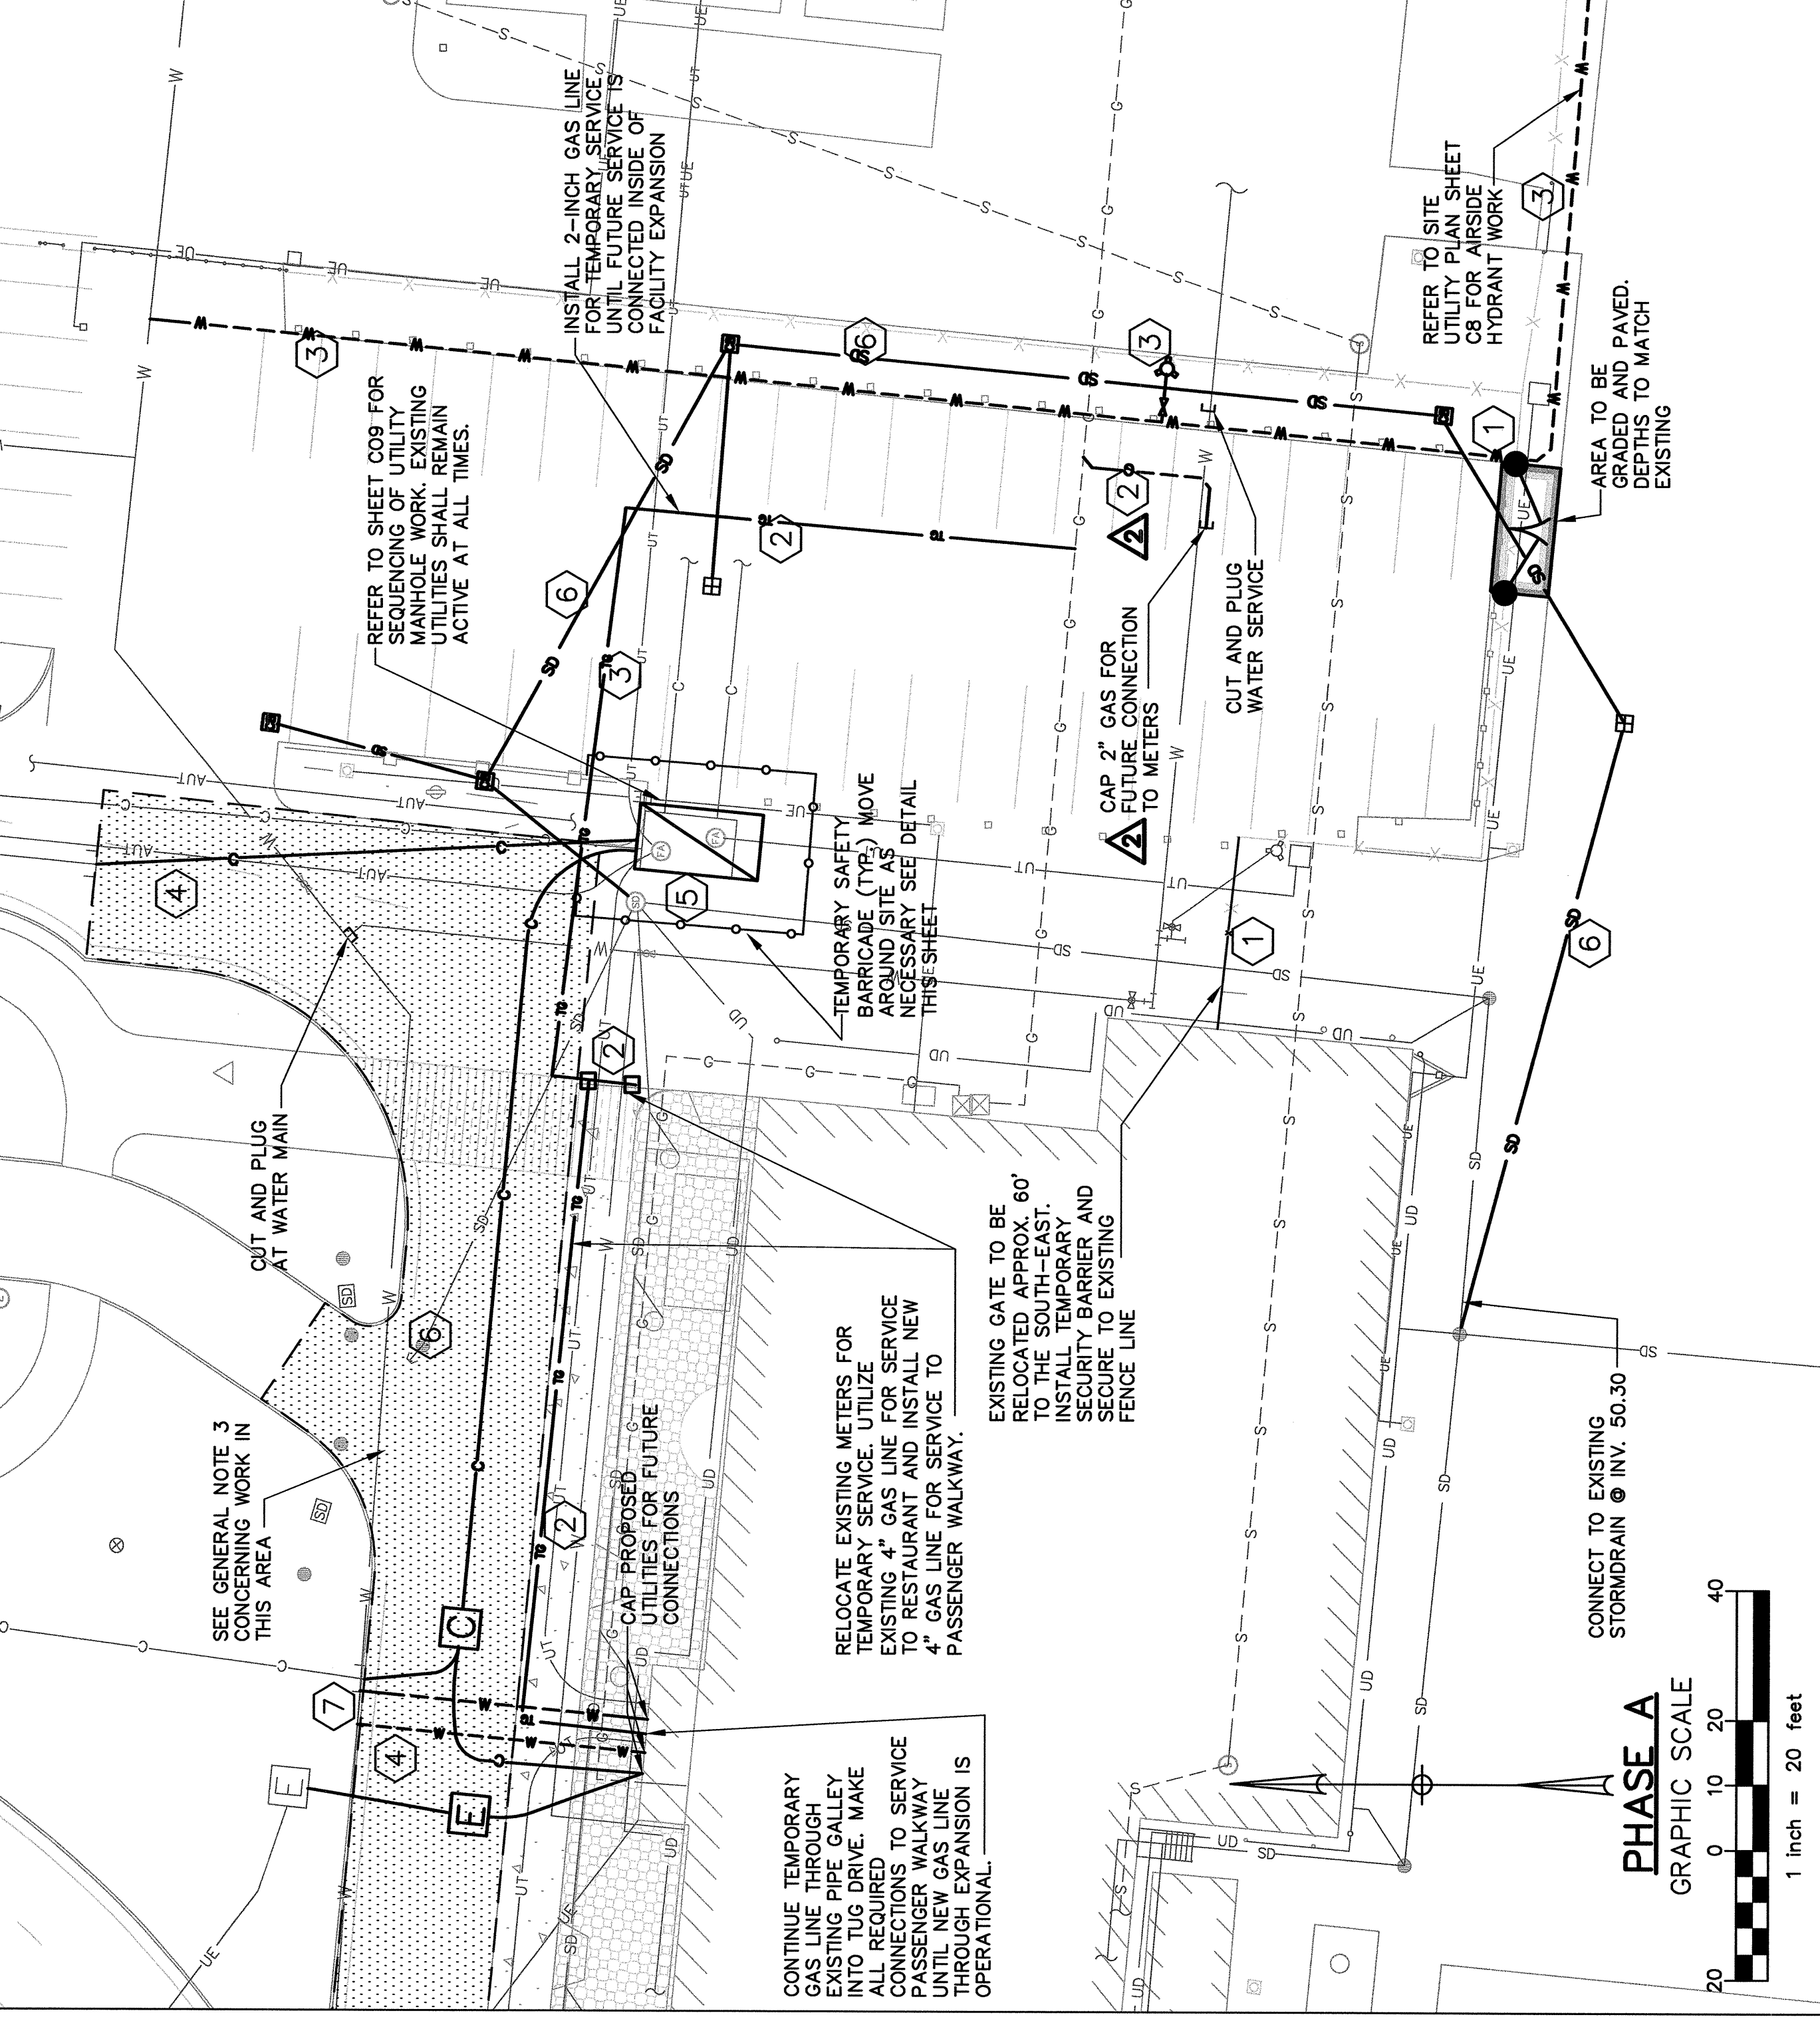 INSTALL 2-INCH GAS LINE
FOR TEMPORARY SERVICE
UNTIL FUTURE SERVICE IS
CONNECTED INSIDE OF
FACILITY EXPANSION
REFER TO SHEET CO9 FOR
SEQUENCING OF UTILITY
MANHOLE WORK. EXISTING
UTILITIES SHALL REMAIN
ACTIVE AT ALL TIMES.
REFER TO SITE
UTILITY PLAN SHEET
C8 FOR AIRSIDE
HYDRANT WORK
AREA TO BE
GRADED AND PAVED.
DEPTHS TO MATCH
EXISTING
CUT AND PLUG
WATER SERVICE
CAP 2" GAS FOR
FUTURE CONNECTION
TO METERS
TEMPORARY SAFETY
BARRICADE (TYP.) MOVE
AROUND SITE AS
NECESSARY SEE DETAIL
THIS SHEET
CUT AND PLUG
AT WATER MAIN
SEE GENERAL NOTE 3
CONCERNING WORK IN
THIS AREA
CAP PROPOSED
UTILITIES FOR FUTURE
CONNECTIONS
RELOCATE EXISTING METERS FOR
TEMPORARY SERVICE. UTILIZE
EXISTING 4" GAS LINE FOR SERVICE
TO RESTAURANT AND INSTALL NEW
4" GAS LINE FOR SERVICE TO
PASSENGER WALKWAY.
EXISTING GATE TO BE
RELOCATED APPROX. 60'
TO THE SOUTH-EAST.
INSTALL TEMPORARY
SECURITY BARRIER AND
SECURE TO EXISTING
FENCE LINE
CONTINUE TEMPORARY
GAS LINE THROUGH
EXISTING PIPE GALLEY
INTO TUG DRIVE. MAKE
ALL REQUIRED
CONNECTIONS TO SERVICE
PASSENGER WALKWAY
UNTIL NEW GAS LINE
THROUGH EXPANSION IS
OPERATIONAL.
CONNECT TO EXISTING
STORMDRAIN @ INV. 50.30
PHASE A
GRAPHIC SCALE
20 0 10 20 40
1 inch = 20 feet